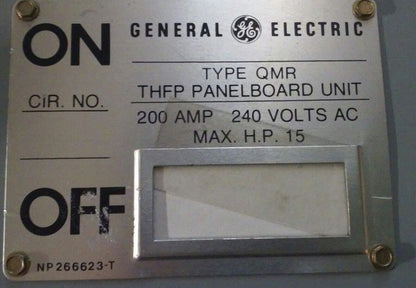 ON
GENERAL GE ELECTRIC
TYPE QMR
THFP PANELBOARD UNIT
CIR. NO.
200 AMP 240 VOLTS AC
MAX. H.P. 15
OFF
NP266623-T